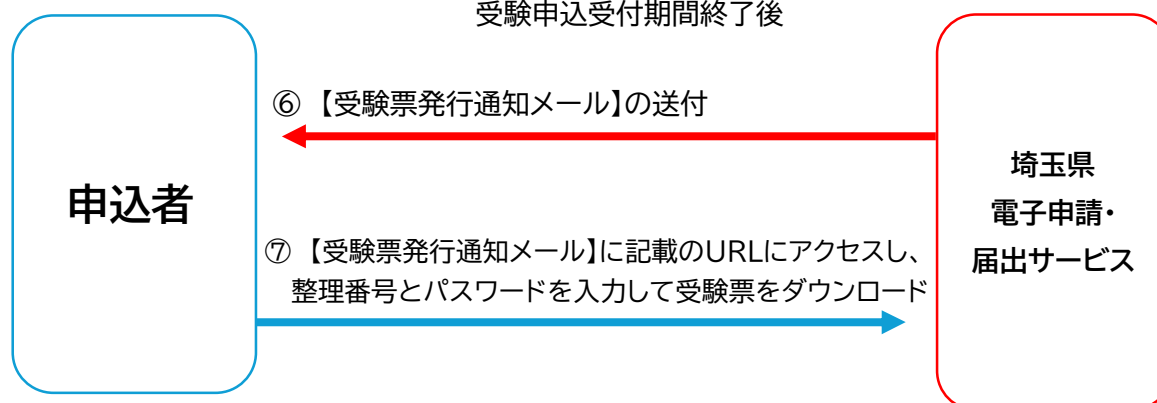 受験申込受付期間終了後
⑥ 【受験票発行通知メール】の送付
申込者
埼玉県
電子申請・
届出サービス
⑦ 【受験票発行通知メール】に記載のURLにアクセスし、
整理番号とパスワードを入力して受験票をダウンロード